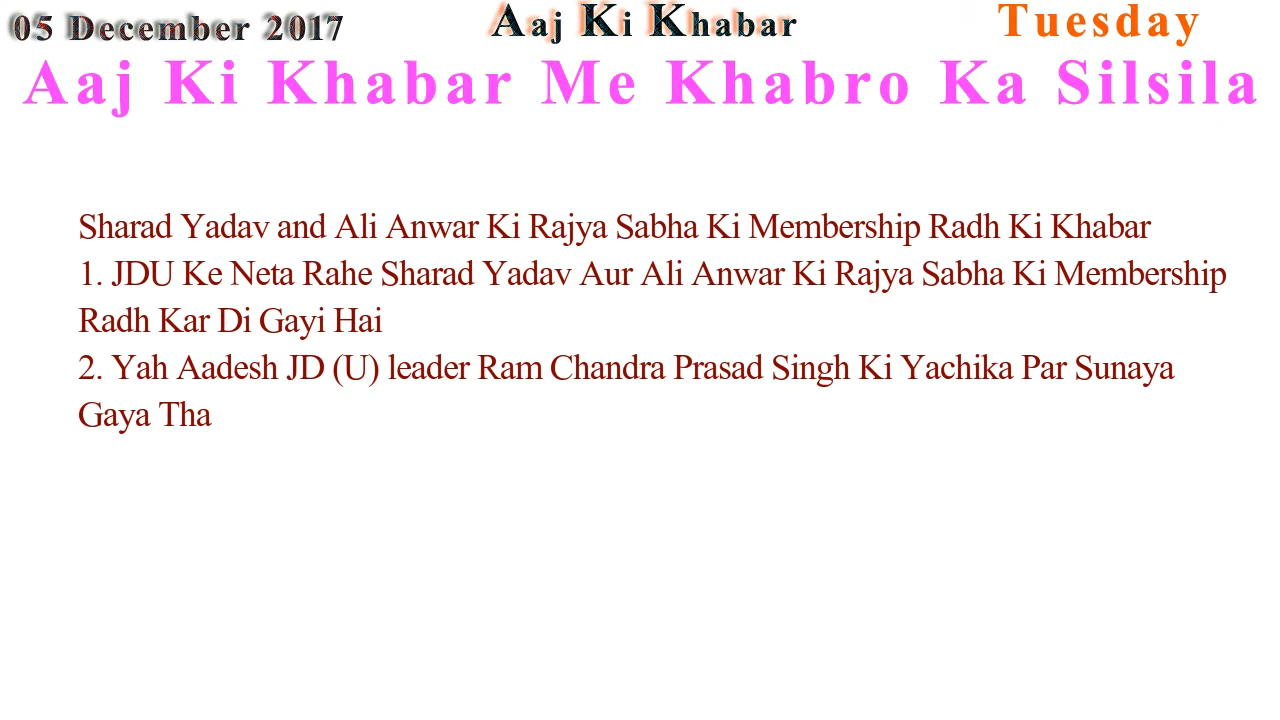 05 December 2017 Aaj Ki Khabar Tuesday
Aaj Ki Khabar Me Khabro Ka Silsila
Sharad Yadav and Ali Anwar Ki Rajya Sabha Ki Membership Radh Ki Khabar
1. JDU Ke Neta Rahe Sharad Yadav Aur Ali Anwar Ki Rajya Sabha Ki Membership
Radh Kar Di Gayi Hai
2. Yah Aadesh JD (U) leader Ram Chandra Prasad Singh Ki Yachika Par Sunaya
Gaya Tha